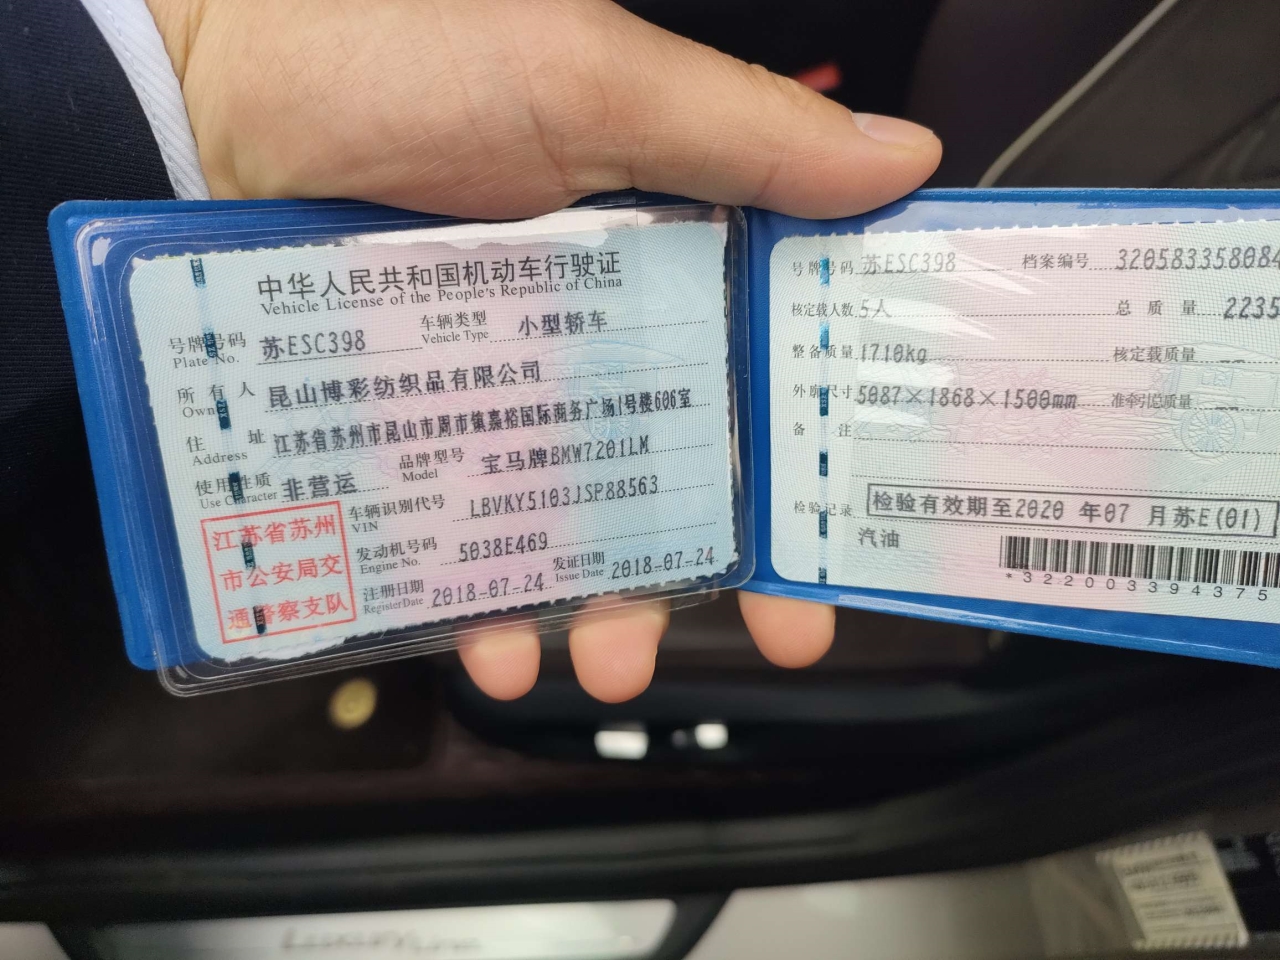 中华人民共和国机动车行驶证
Vehicle License of the People's Republic of China
号牌号码 苏ESC398 车辆类型 小型轿车
Plate No. Vehicle Type
所有人 昆山博彩纺织品有限公司
Owner
住址 江苏省苏州市昆山市周市镇嘉裕国际商务广场1号楼606室
Address
使用性质 非营运 品牌型号 宝马牌BMW7201LM
Use Character Model
车辆识别代号 LBVKY5103JSP88563
VIN
发动机号码 5038E469
Engine No.
注册日期 2018-07-24 发证日期 2018-07-24
Register Date Issue Date
江苏省苏州
市公安局交
通警察支队
号牌号码 苏ESC398 档案编号 320583358084
核定载人数 5人 总质量 2235
整备质量 1710kg 核定载质量 --
外廓尺寸 5087×1868×1500mm 准牵引总质量 --
备注
检验记录 检验有效期至2020 年07 月苏E(01)
汽油
*3220033394375